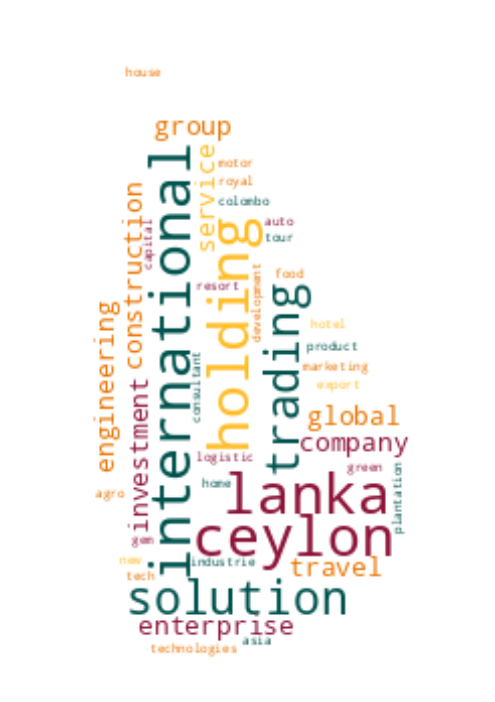 house
group
international
service
motor
royal
construction
colombo
capital
holding
auto
tour
resort
development
food
trading
engineering
hotel
product
consultant
marketing
investment
export
global
company
logistic
green
plantation
lanka
home
agro
ceylon
gem
new
industrie
travel
tech
solution
enterprise
asia
technologies